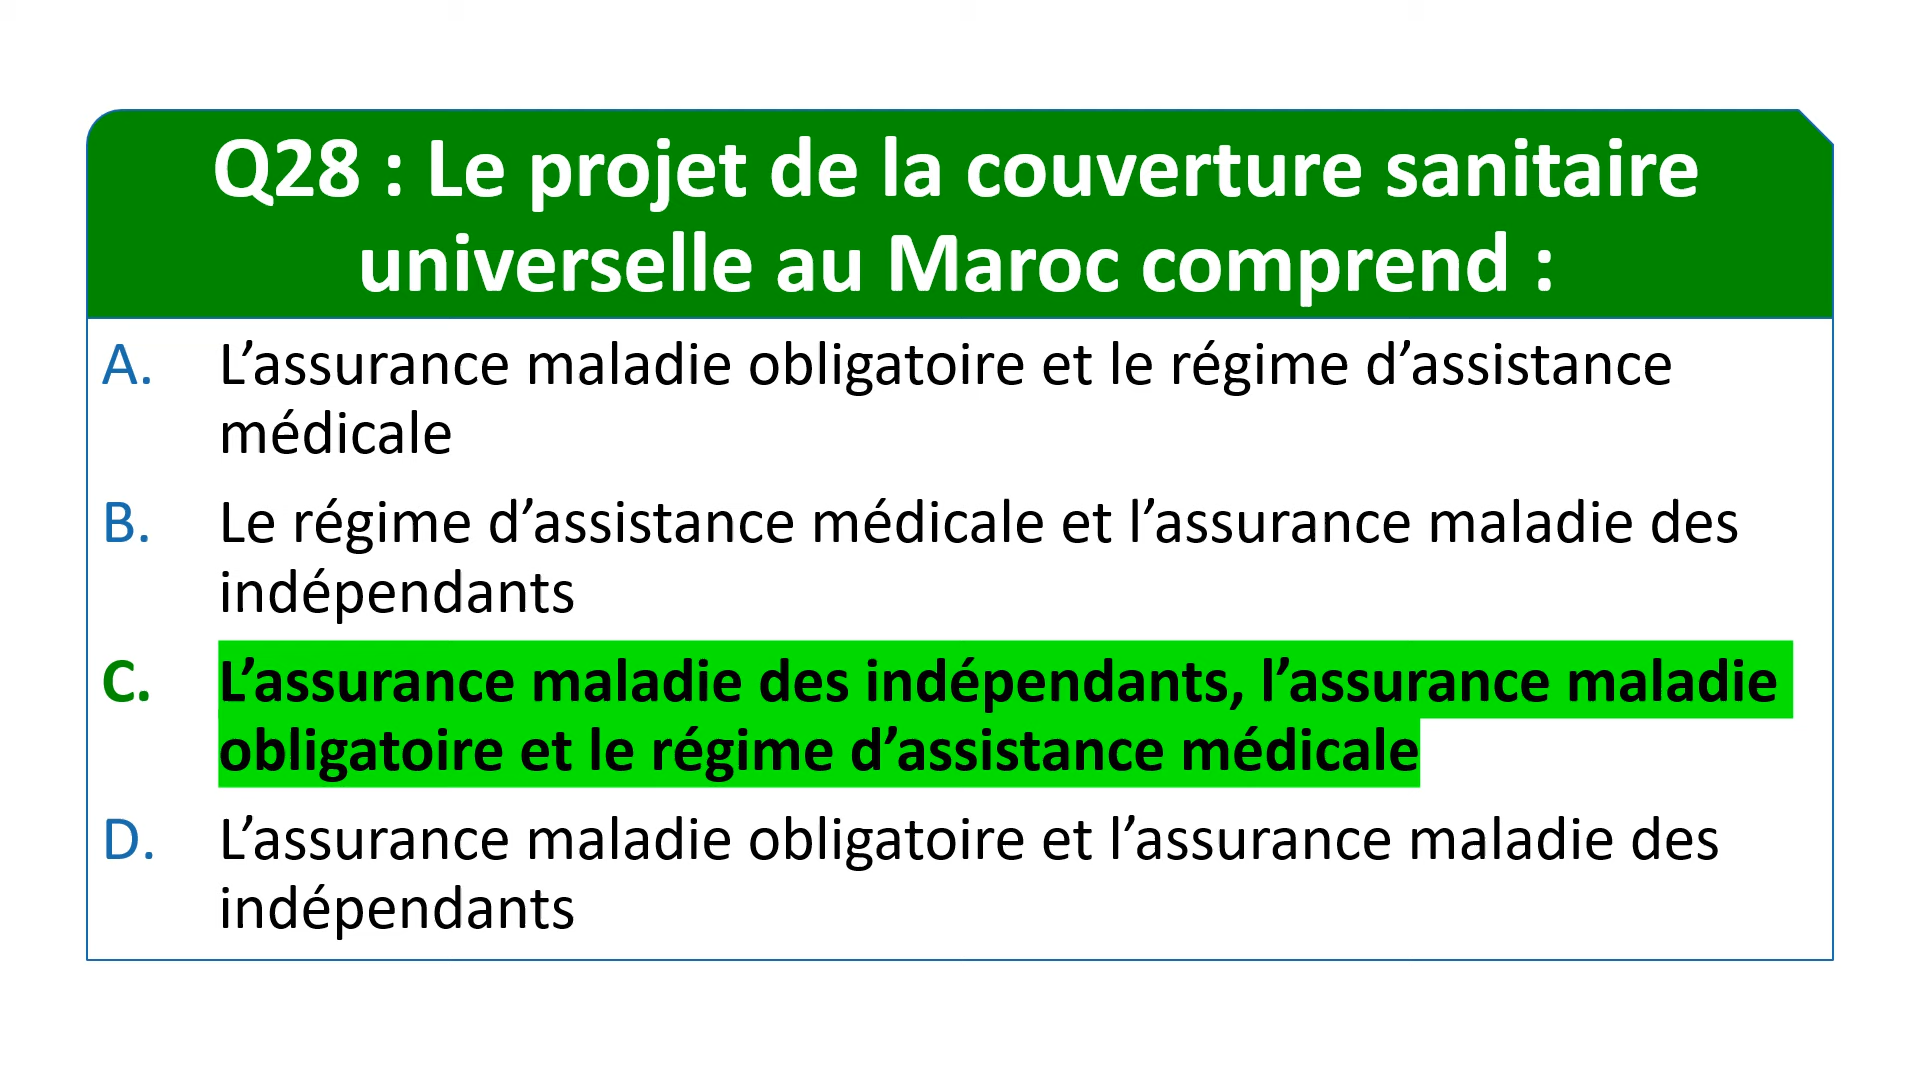 Q28 : Le projet de la couverture sanitaire
universelle au Maroc comprend :
A. L’assurance maladie obligatoire et le régime d’assistance
médicale
B. Le régime d’assistance médicale et l’assurance maladie des
indépendants
C. L’assurance maladie des indépendants, l’assurance maladie
obligatoire et le régime d’assistance médicale
D. L’assurance maladie obligatoire et l’assurance maladie des
indépendants